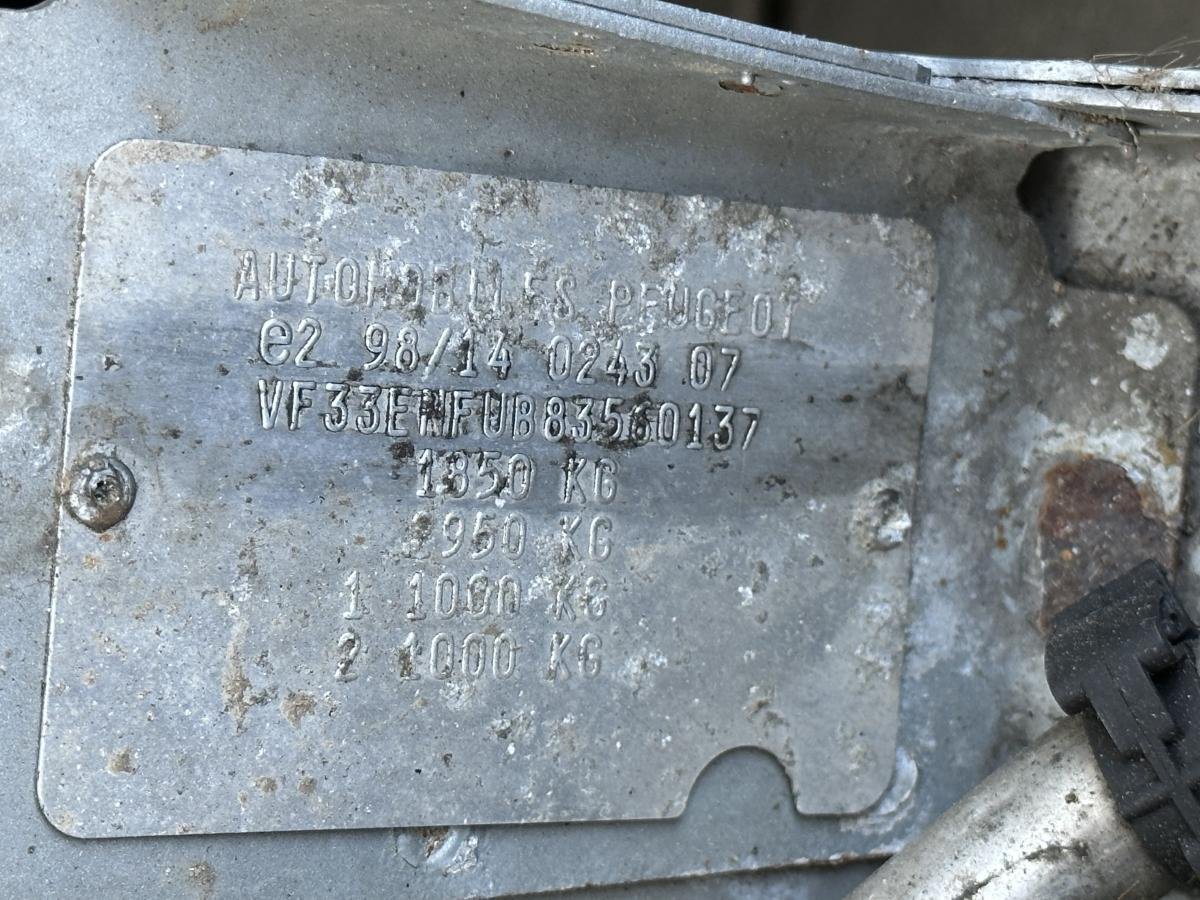 AUTOMOBILES PEUGEOT
e2 98/14 0243 07
VF33ENFUB83560137
1850 KG
2950 KG
1 1000 KG
2 1000 KG